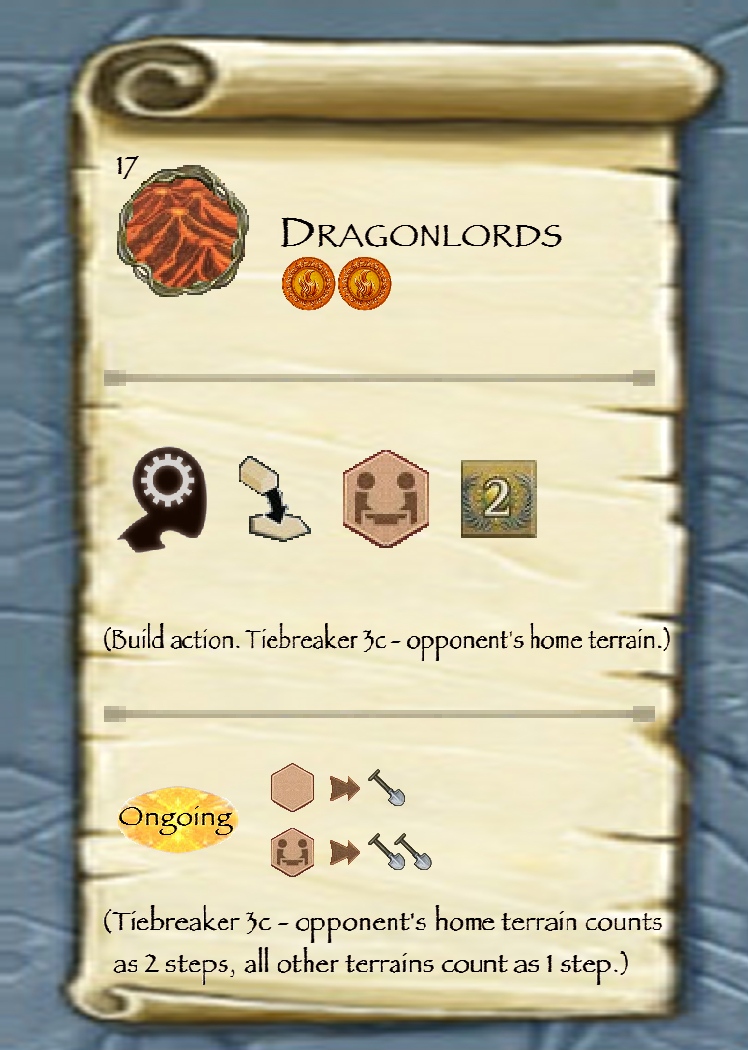 17
DRAGONLORDS
2
(Build action. Tiebreaker 3c - opponent's home terrain.)
Ongoing
(Tiebreaker 3c - opponent's home terrain counts
as 2 steps, all other terrains count as 1 step.)